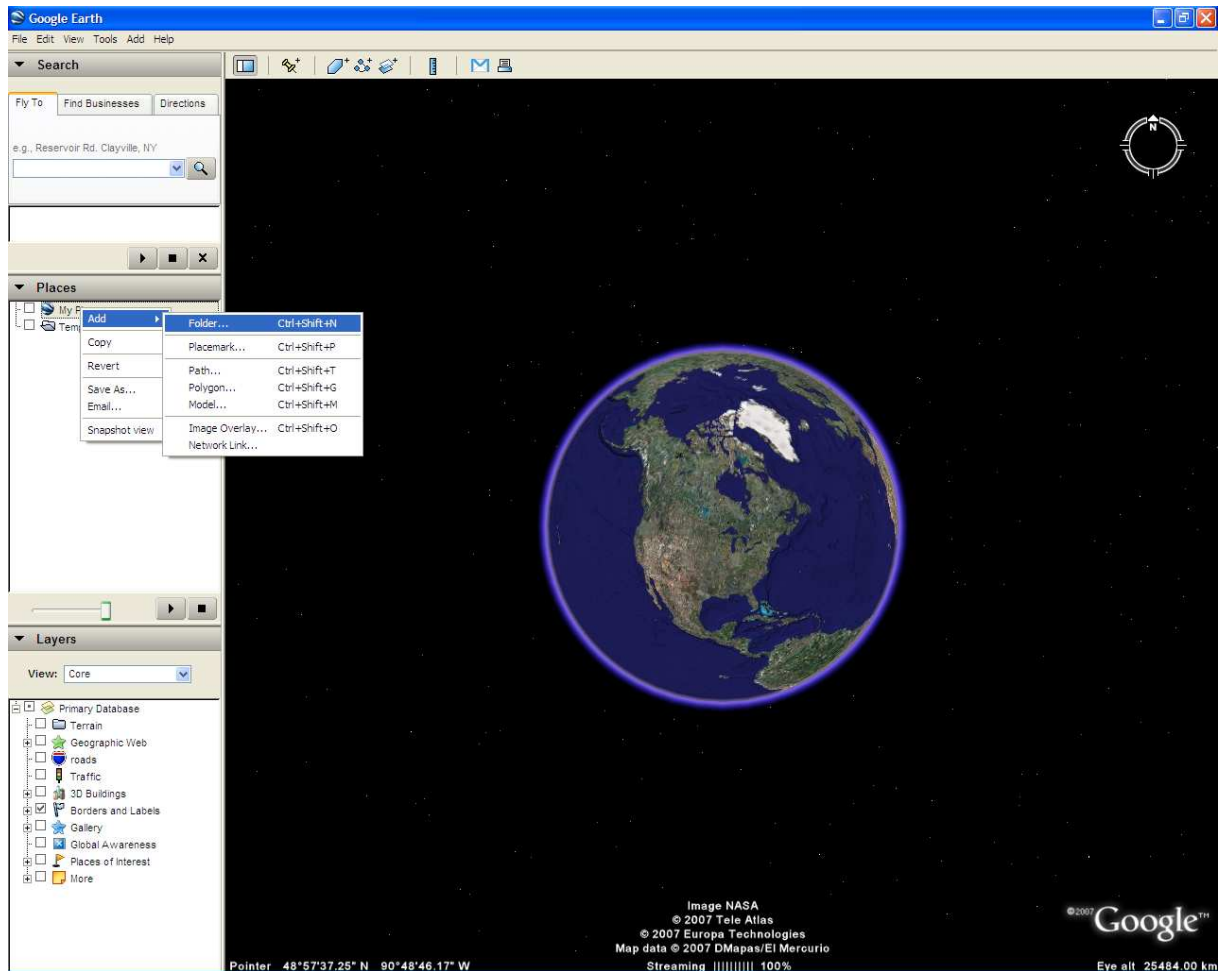 Google Earth
File Edit View Tools Add Help
Search
Fly To Find Businesses Directions
e.g., Reservoir Rd. Clayville, NY
Places
My P
Temp
Add
Copy
Revert
Save As...
Email...
Snapshot view
Folder... Ctrl+Shift+N
Placemark... Ctrl+Shift+P
Path... Ctrl+Shift+T
Polygon... Ctrl+Shift+G
Model... Ctrl+Shift+M
Image Overlay... Ctrl+Shift+O
Network Link...
Layers
View: Core
Primary Database
Terrain
Geographic Web
roads
Traffic
3D Buildings
Borders and Labels
Gallery
Global Awareness
Places of Interest
More
N
Image NASA
© 2007 Tele Atlas
© 2007 Europa Technologies
Map data © 2007 DMapas/El Mercurio
©2007 Google™
Pointer 48°57'37.25" N 90°48'46.17" W Streaming |||||||||| 100% Eye alt 25484.00 km